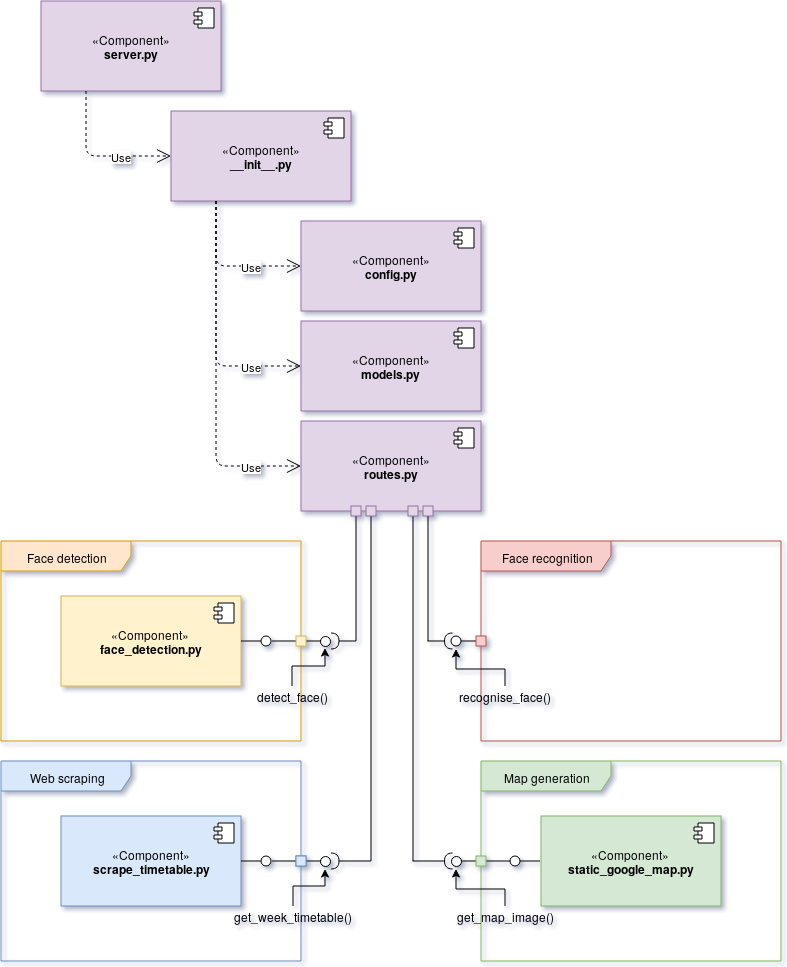 «Component»
server.py
Use
«Component»
__init__.py
Use
«Component»
config.py
Use
«Component»
models.py
Use
«Component»
routes.py
Face detection
«Component»
face_detection.py
detect_face()
Face recognition
recognise_face()
Web scraping
«Component»
scrape_timetable.py
get_week_timetable()
Map generation
«Component»
static_google_map.py
get_map_image()